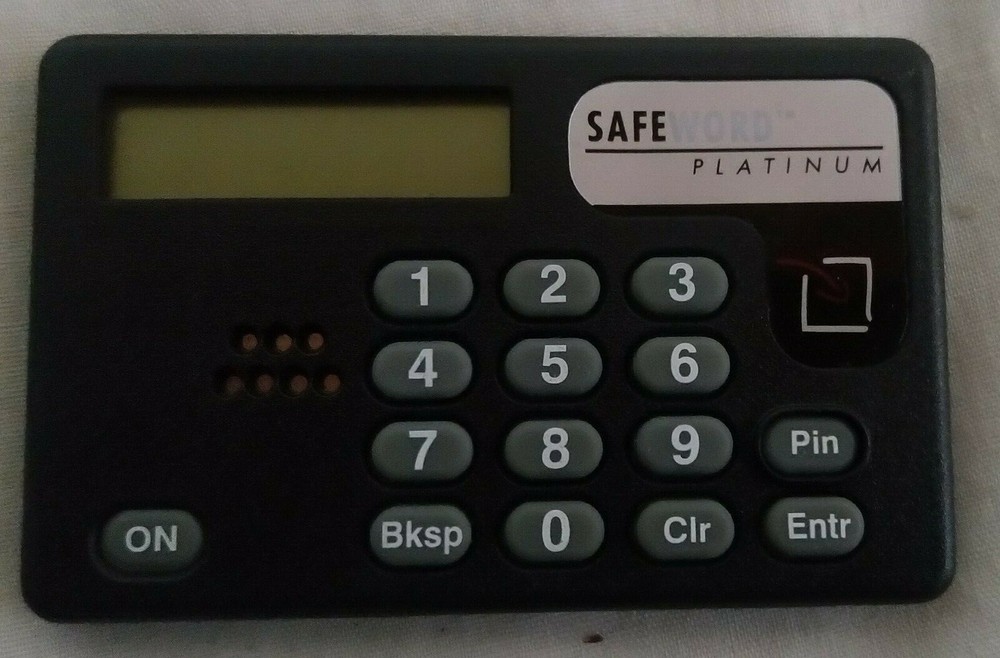 SAFEWORD™
PLATINUM
1 2 3
4 5 6
7 8 9 Pin
ON Bksp 0 Clr Entr